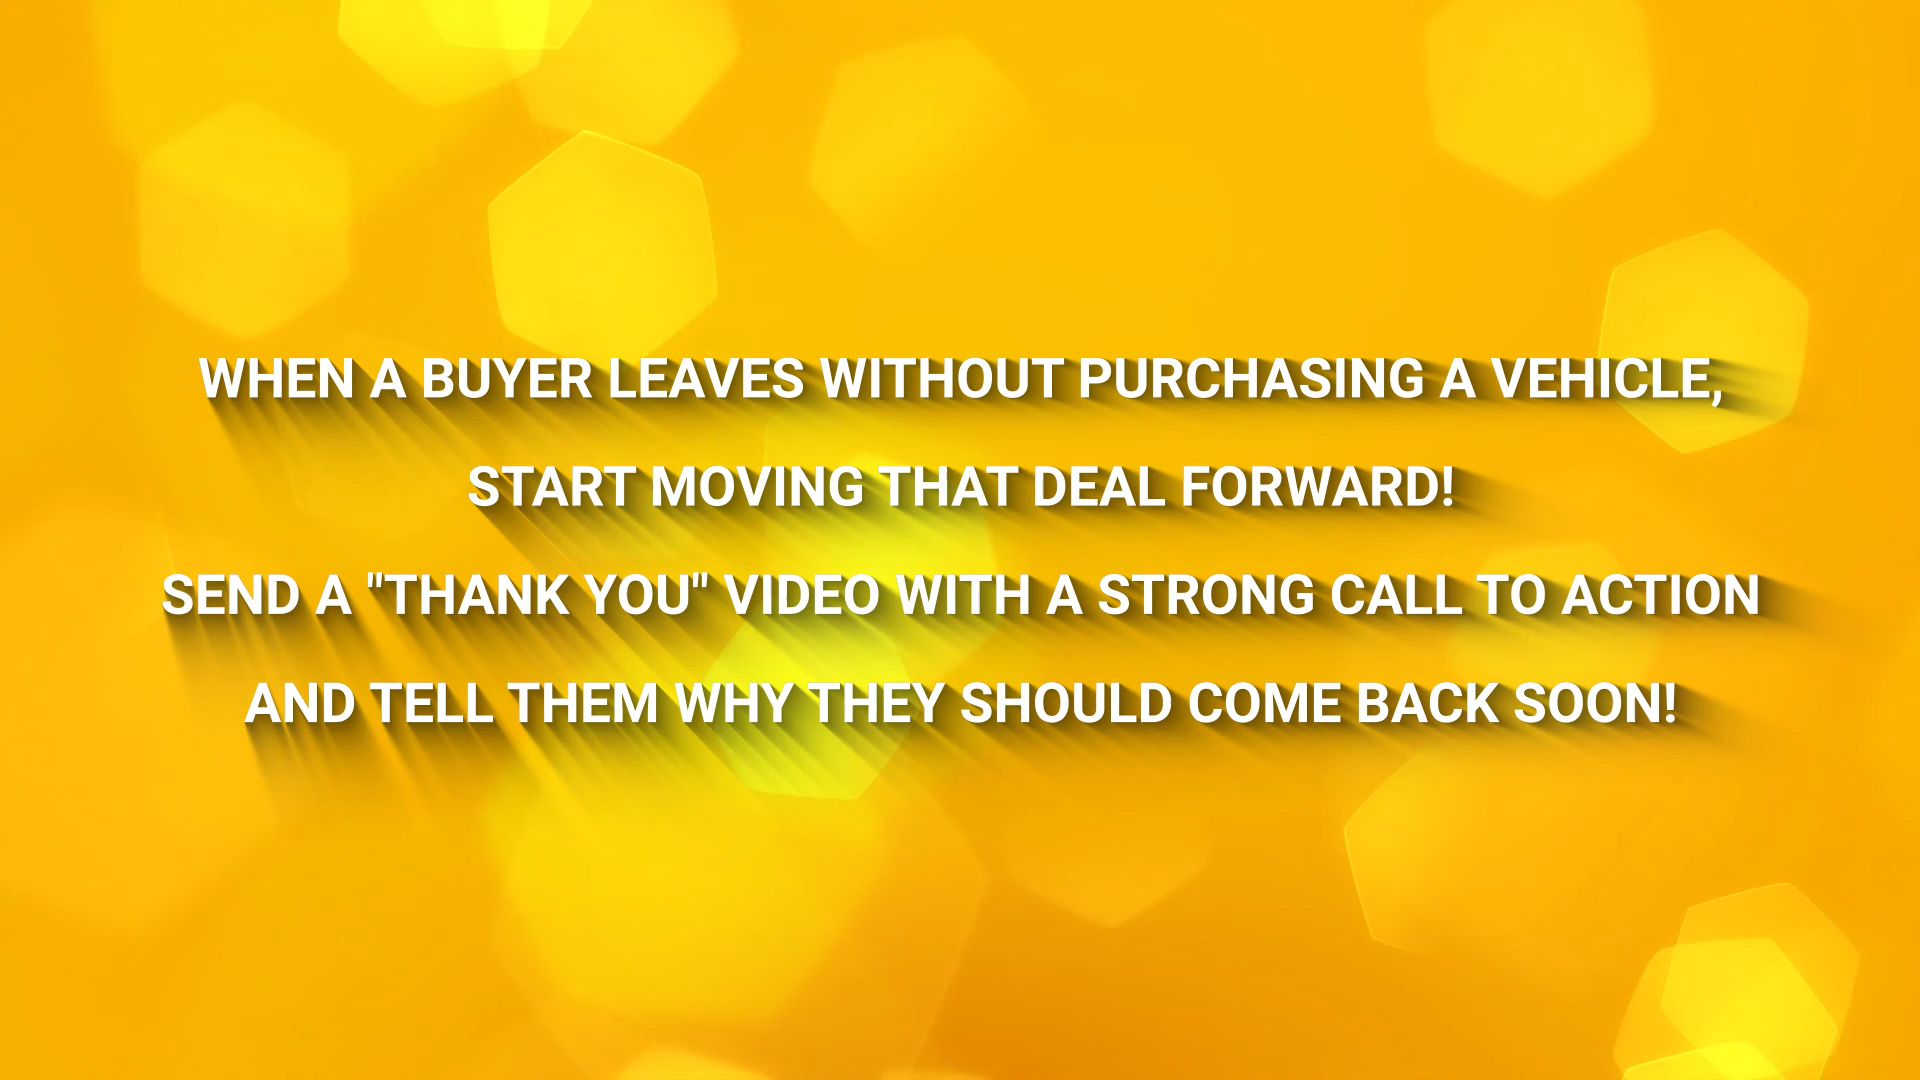 WHEN A BUYER LEAVES WITHOUT PURCHASING A VEHICLE,
START MOVING THAT DEAL FORWARD!
SEND A "THANK YOU" VIDEO WITH A STRONG CALL TO ACTION
AND TELL THEM WHY THEY SHOULD COME BACK SOON!